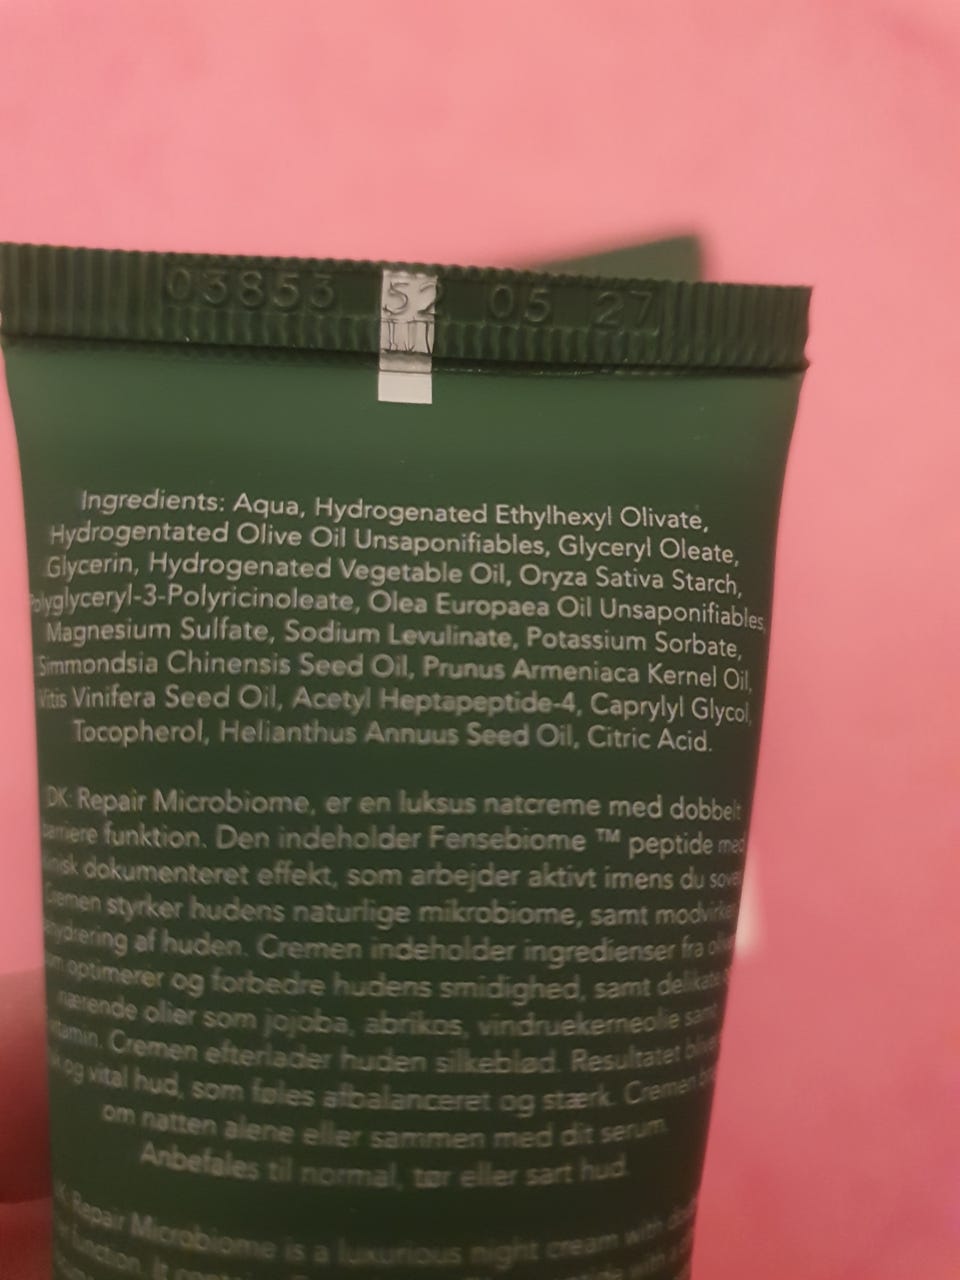 03853 52 05 27
Ingredients: Aqua, Hydrogenated Ethylhexyl Olivate,
Hydrogentated Olive Oil Unsaponifiables, Glyceryl Oleate,
Glycerin, Hydrogenated Vegetable Oil, Oryza Sativa Starch,
Polyglyceryl-3-Polyricinoleate, Olea Europaea Oil Unsaponifiables,
Magnesium Sulfate, Sodium Levulinate, Potassium Sorbate,
Simmondsia Chinensis Seed Oil, Prunus Armeniaca Kernel Oil,
Vitis Vinifera Seed Oil, Acetyl Heptapeptide-4, Caprylyl Glycol,
Tocopherol, Helianthus Annuus Seed Oil, Citric Acid.
DK: Repair Microbiome, er en luksus natcreme med dobbelt
barriere funktion. Den indeholder Fensebiome ™ peptide med
klinisk dokumenteret effekt, som arbejder aktivt imens du sover.
Cremen styrker hudens naturlige mikrobiome, samt modvirker
dehydrering af huden. Cremen indeholder ingredienser fra
optimerer og forbedre hudens smidighed, samt delikate
nærende olier som jojoba, abrikos, vindruekerneolie samt
vitamin. Cremen efterlader huden silkeblød. Resultatet bliver
og vital hud, som føles afbalanceret og stærk. Cremen
om natten alene eller sammen med dit serum.
Anbefales til normal, tør eller sart hud.
Repair Microbiome is a luxurious night cream with
function. It